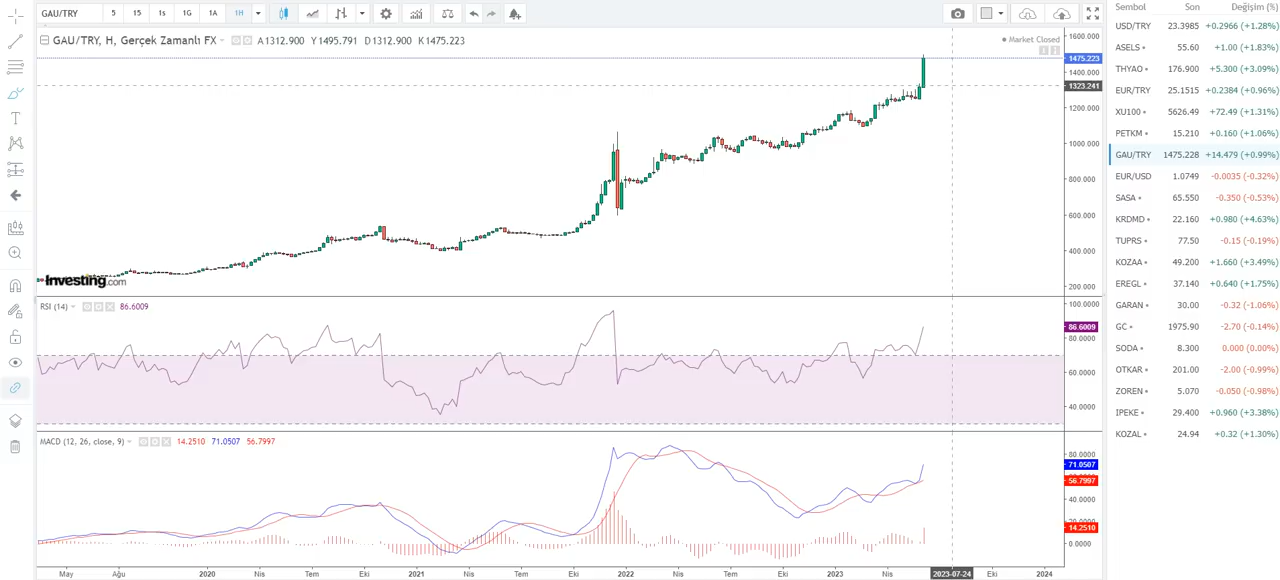 GAU/TRY 5 15 1s 1G 1A 1H
GAU/TRY, H, Gerçek Zamanlı FX A1312.900 Y1495.791 D1312.900 K1475.223
Market Closed
1600.000
1475.223
1400.000
1323.241
1200.000
1000.000
800.000
600.000
400.000
200.000
Investing.com
RSI (14) 86.6009
100.0000
86.6009
80.0000
60.0000
40.0000
MACD (12, 26, close, 9) 14.2510 71.0507 56.7997
80.0000
71.0507
56.7997
40.0000
14.2510
0.0000
May Ağu 2020 Nis Tem Eki 2021 Nis Tem Eki 2022 Nis Tem Eki 2023 Nis 2023-07-24 Eki 2024
Sembol Son Değişim (%)
USD/TRY 23.3985 +0.2966 (+1.28%)
ASELS 55.60 +1.00 (+1.83%)
THYAO 176.900 +5.300 (+3.09%)
EUR/TRY 25.1515 +0.2384 (+0.96%)
XU100 5626.49 +72.49 (+1.31%)
PETKM 15.210 +0.160 (+1.06%)
GAU/TRY 1475.228 +14.479 (+0.99%)
EUR/USD 1.0749 -0.0035 (-0.32%)
SASA 65.550 -0.350 (-0.53%)
KRDMD 22.160 +0.980 (+4.63%)
TUPRS 77.50 -0.15 (-0.19%)
KOZAA 49.200 +1.660 (+3.49%)
EREGL 37.140 +0.640 (+1.75%)
GARAN 30.00 -0.32 (-1.06%)
GC 1975.90 -2.70 (-0.14%)
SODA 8.300 0.000 (0.00%)
OTKAR 201.00 -2.00 (-0.99%)
ZOREN 5.070 -0.050 (-0.98%)
IPEKE 29.400 +0.960 (+3.38%)
KOZAL 24.94 +0.32 (+1.30%)